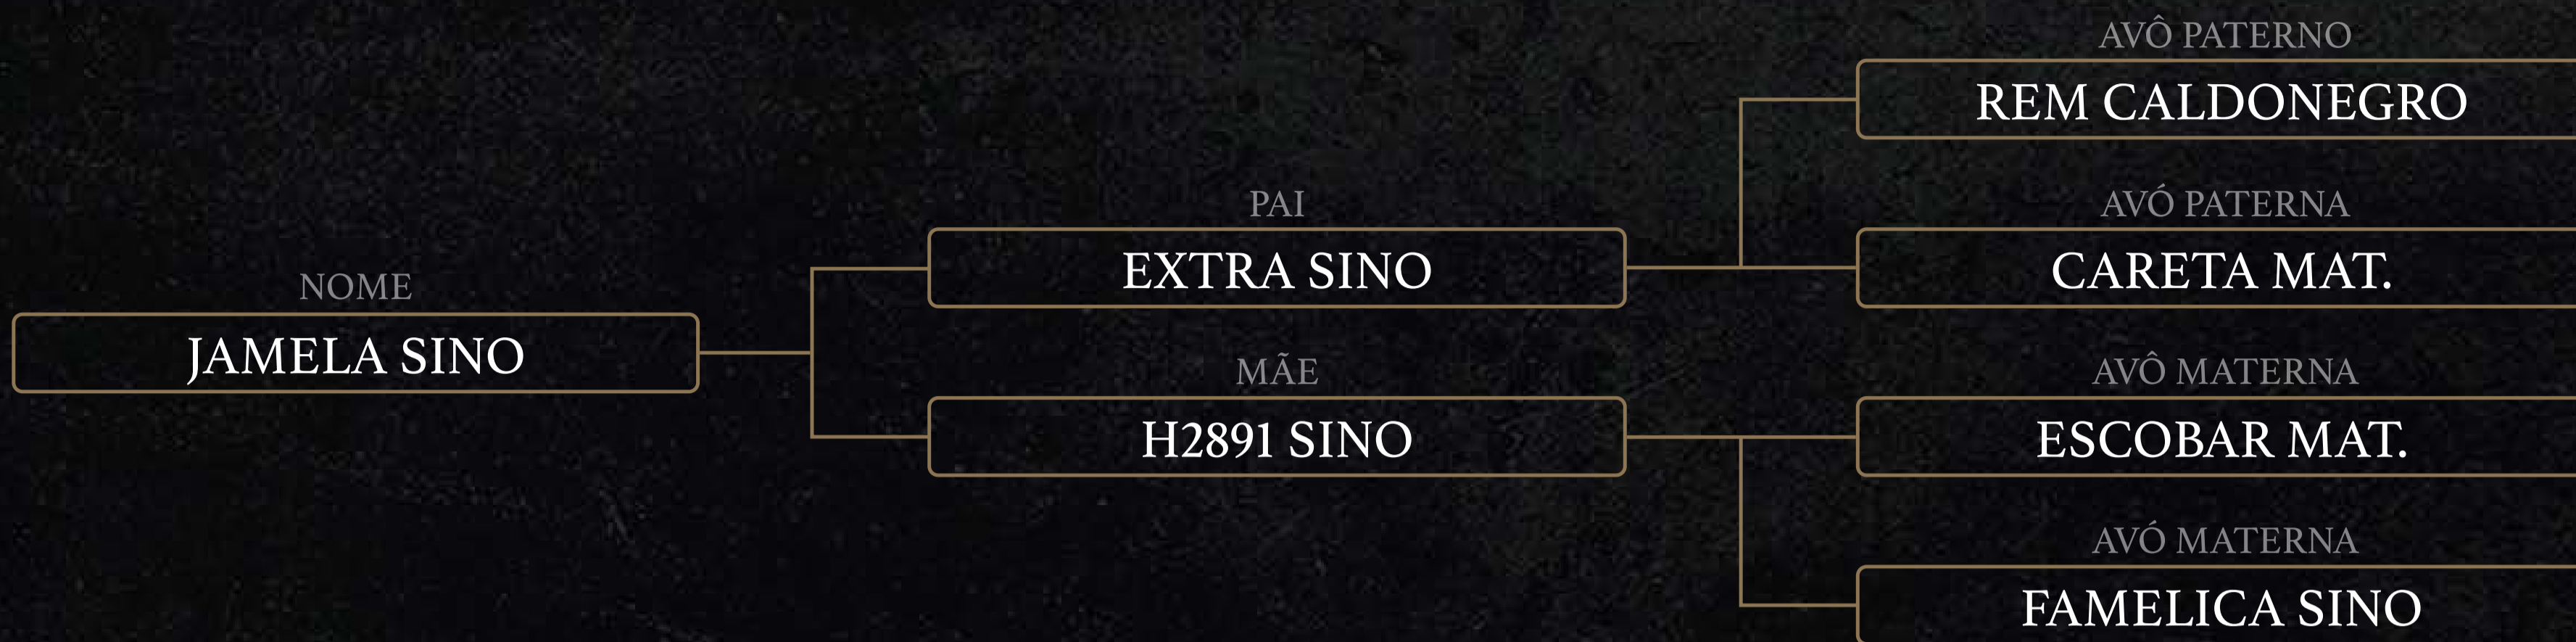 AVÔ PATERNO
REM CALDONEGRO
PAI
AVÓ PATERNA
EXTRA SINO
CARETA MAT.
NOME
JAMELA SINO
MÃE
AVÔ MATERNA
H2891 SINO
ESCOBAR MAT.
AVÓ MATERNA
FAMELICA SINO